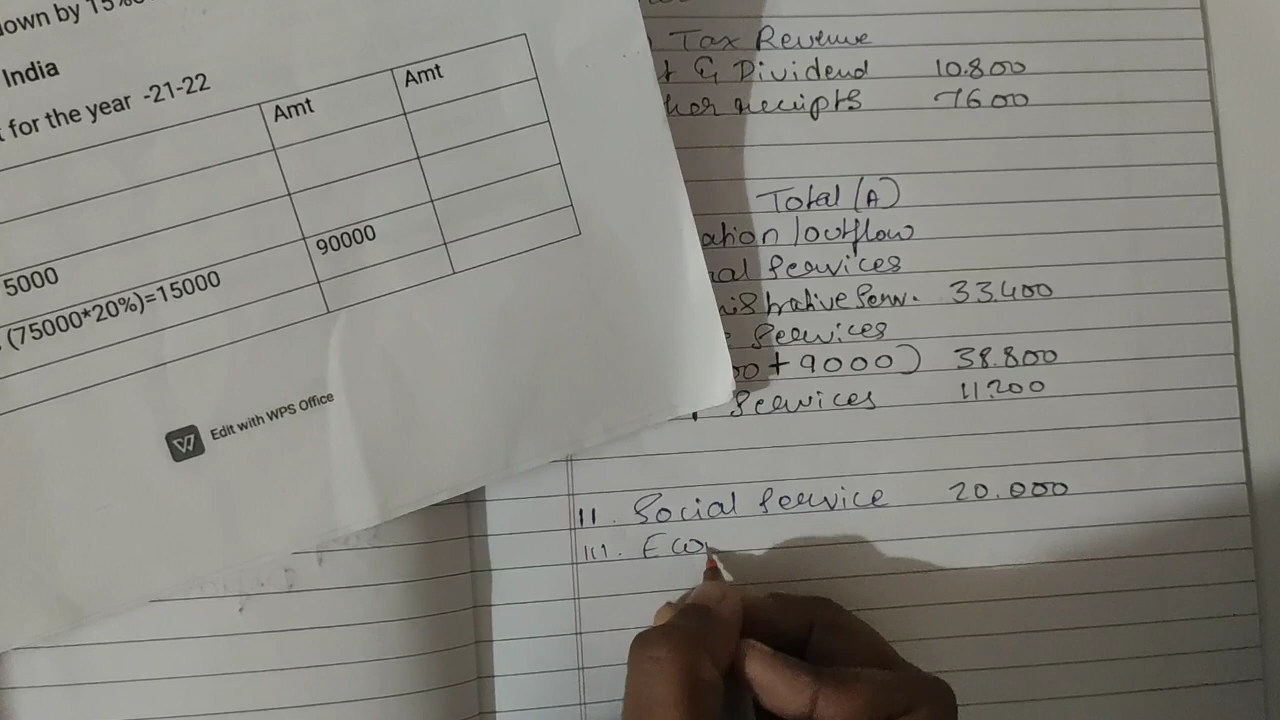 down by 15%
India
t for the year -21-22
Amt
Amt
5000
(75000*20%)=15000
90000
Edit with WPS Office
Tax Revenue
t & Dividend 10.800
her receipts 7600
Total (A)
ation / outflow
ral Services
nistrative Serv. 33.400
Services
00 + 9000) 38.800
Services 11.200
II. Social Service 20.000
III. Eco